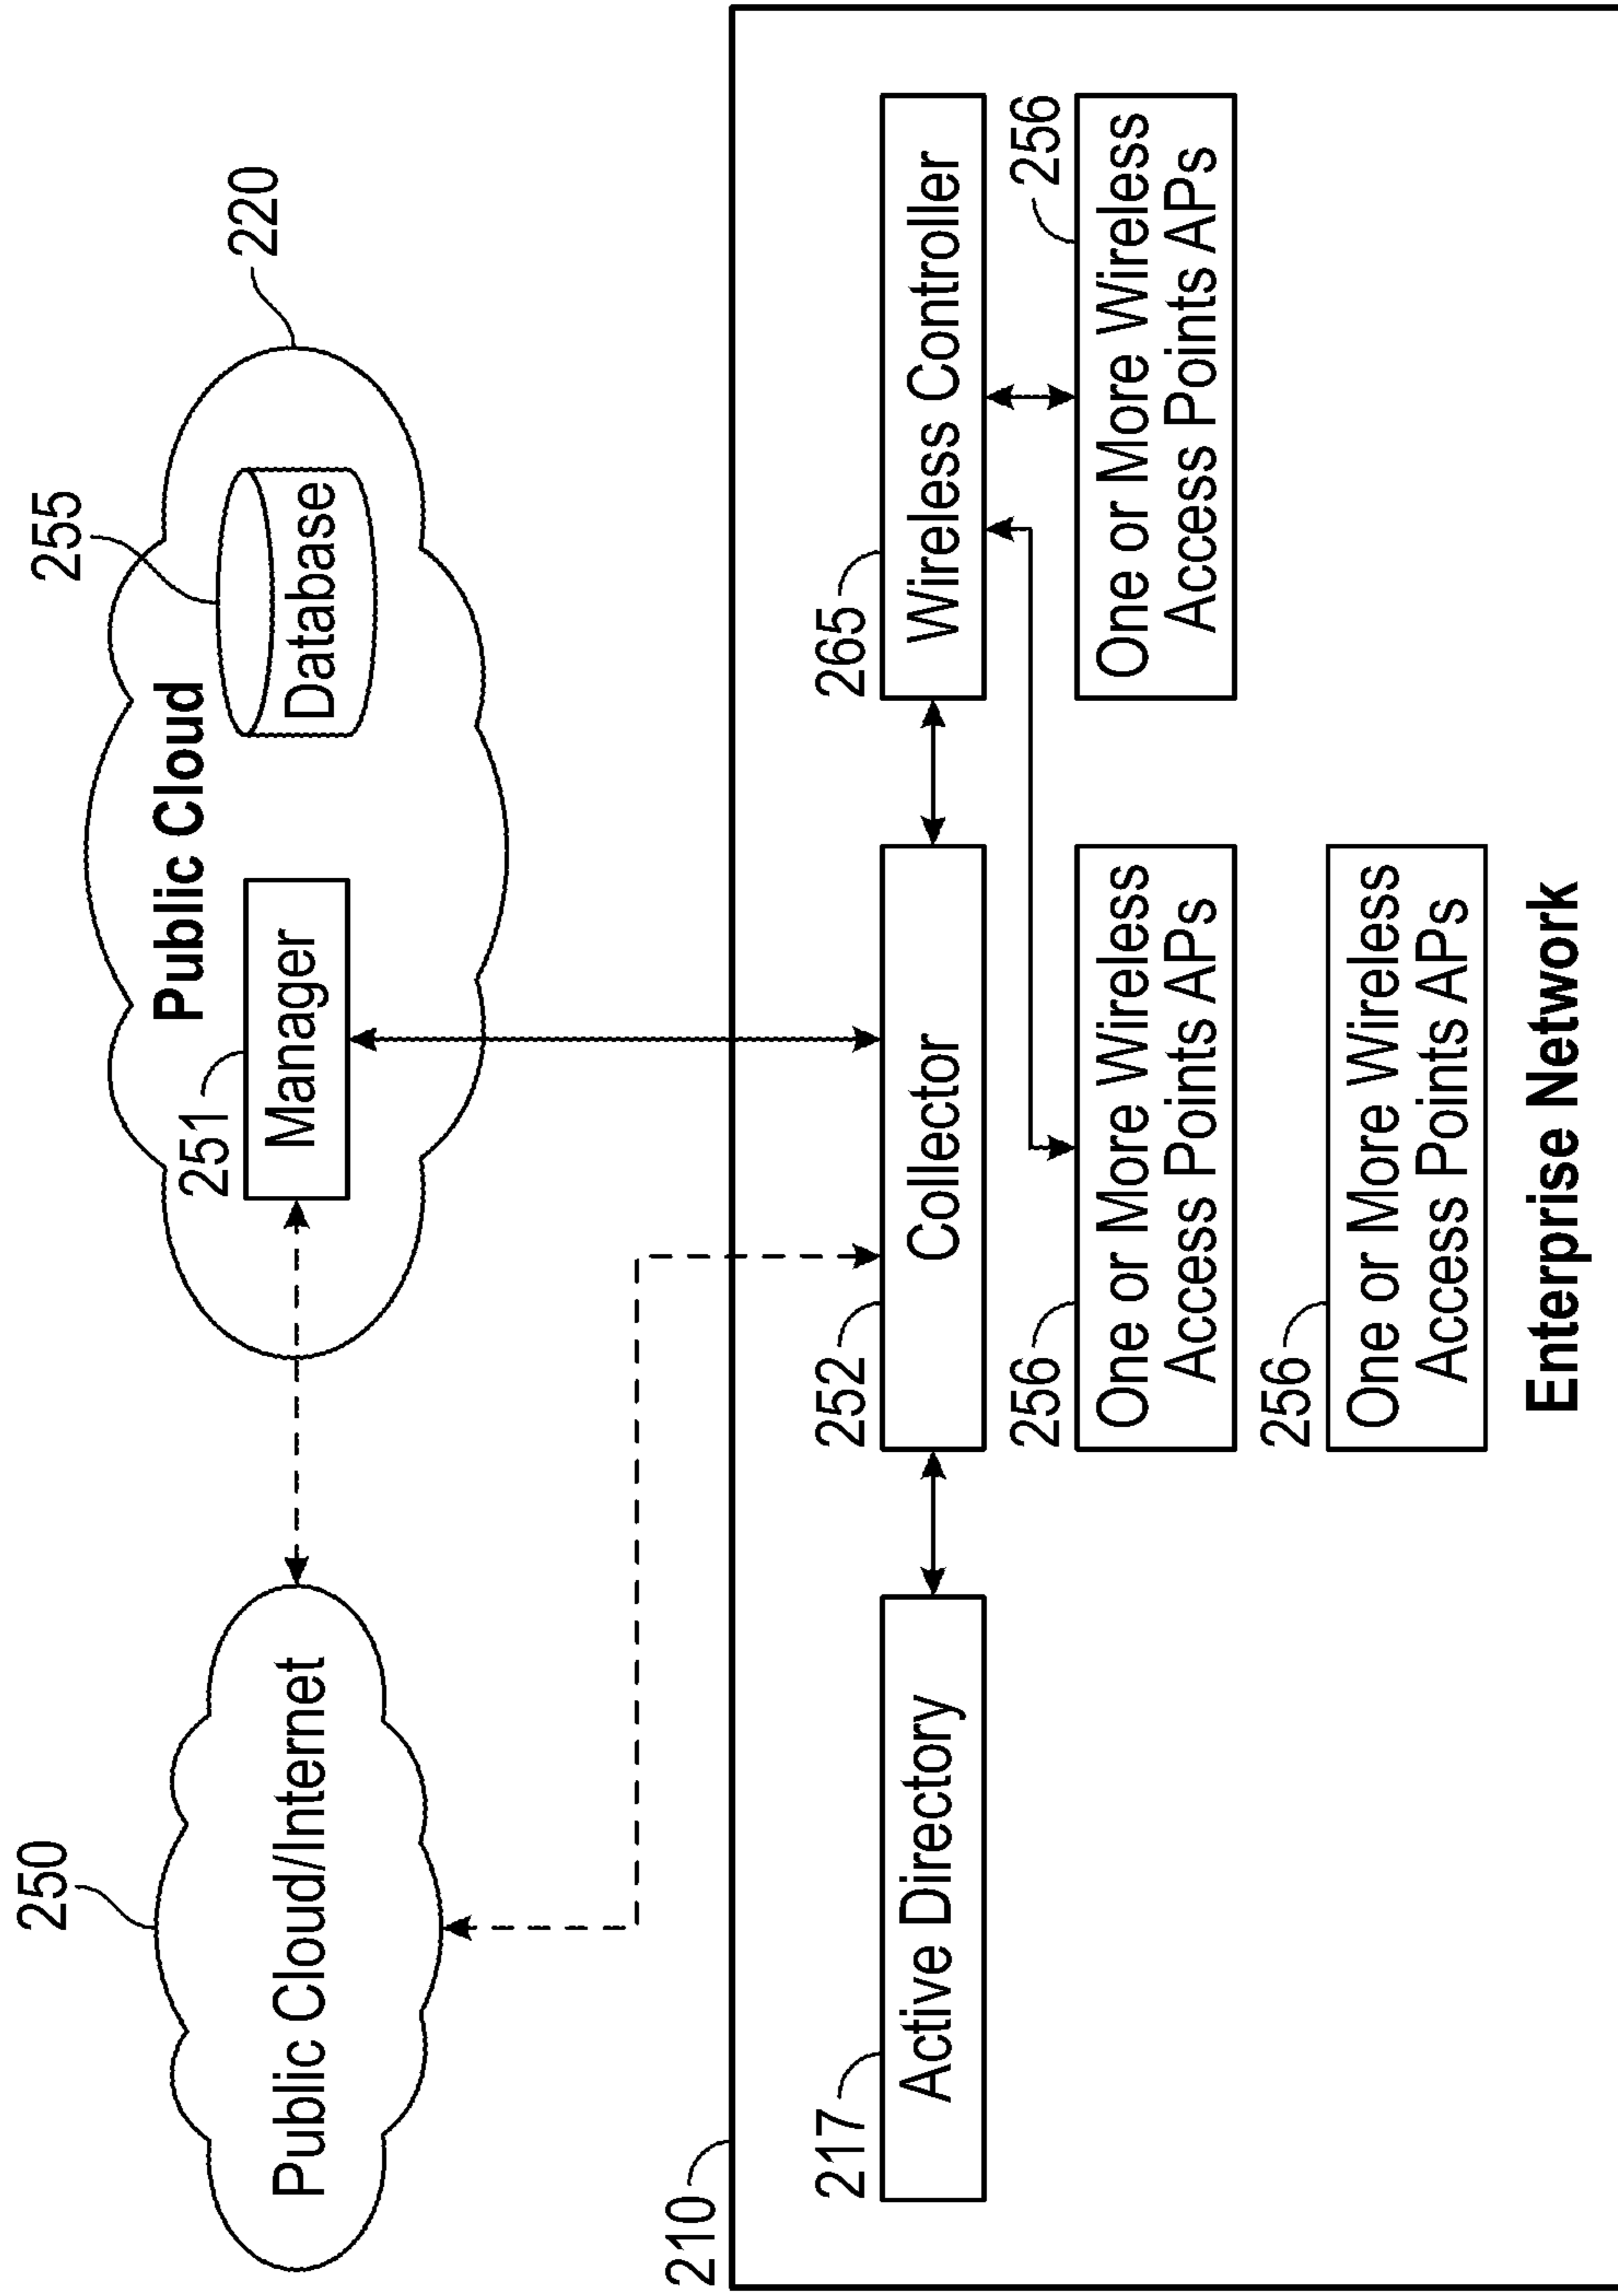 250
Public Cloud/Internet
220
Public Cloud
251
Manager
255
Database
210
217
Active Directory
252
Collector
265
Wireless Controller
256
One or More Wireless
Access Points APs
256
One or More Wireless
Access Points APs
256
One or More Wireless
Access Points APs
Enterprise Network